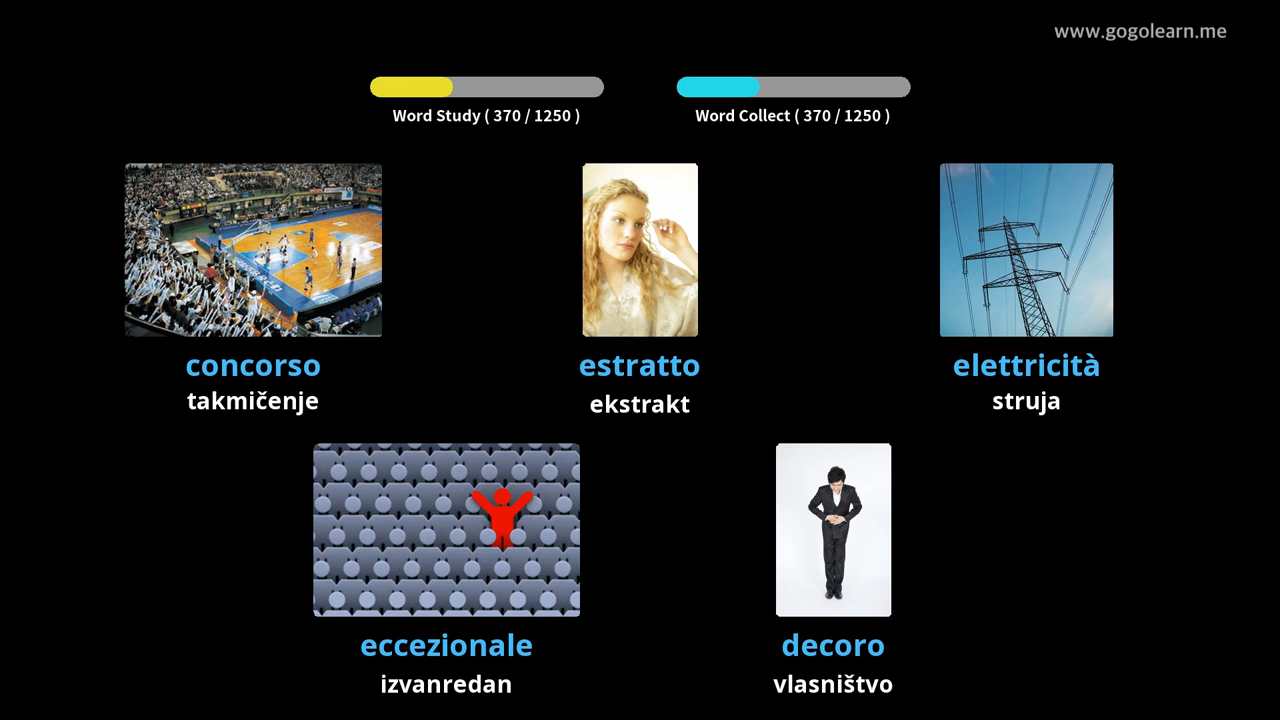 www.gogolearn.me
Word Study ( 370 / 1250 )
Word Collect ( 370 / 1250 )
concorso
takmičenje
estratto
ekstrakt
elettricità
struja
eccezionale
izvanredan
decoro
vlasništvo